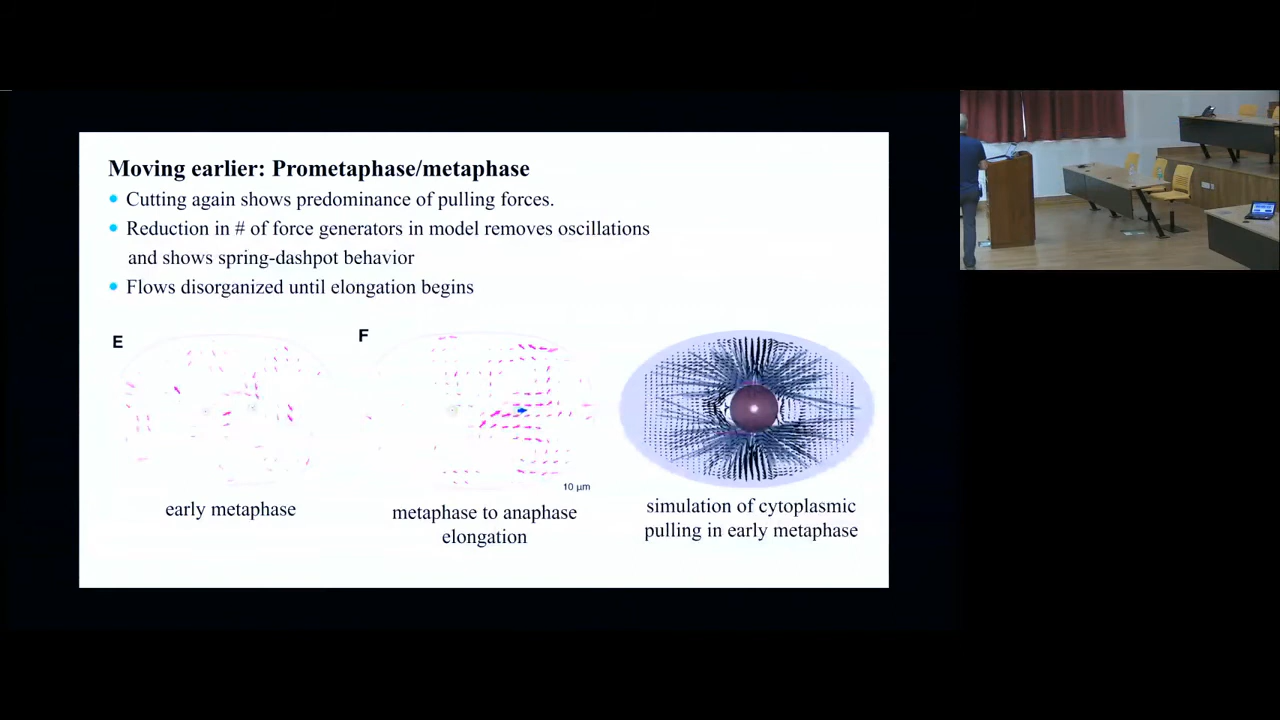 Moving earlier: Prometaphase/metaphase
Cutting again shows predominance of pulling forces.
Reduction in # of force generators in model removes oscillations
and shows spring-dashpot behavior
Flows disorganized until elongation begins
E
F
10 μm
early metaphase
metaphase to anaphase
elongation
simulation of cytoplasmic
pulling in early metaphase